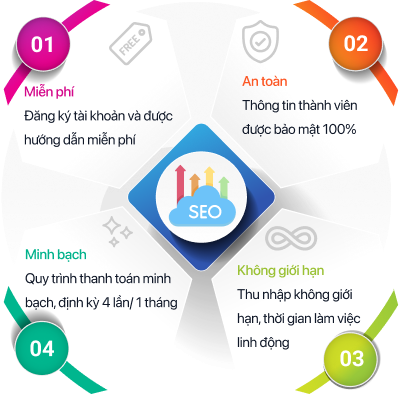 01
FREE
Miễn phí
Đăng ký tài khoản và được
hướng dẫn miễn phí
02
An toàn
Thông tin thành viên
được bảo mật 100%
SEO
Minh bạch
Quy trình thanh toán minh
bạch, định kỳ 4 lần/ 1 tháng
04
Không giới hạn
Thu nhập không giới
hạn, thời gian làm việc
linh động
03